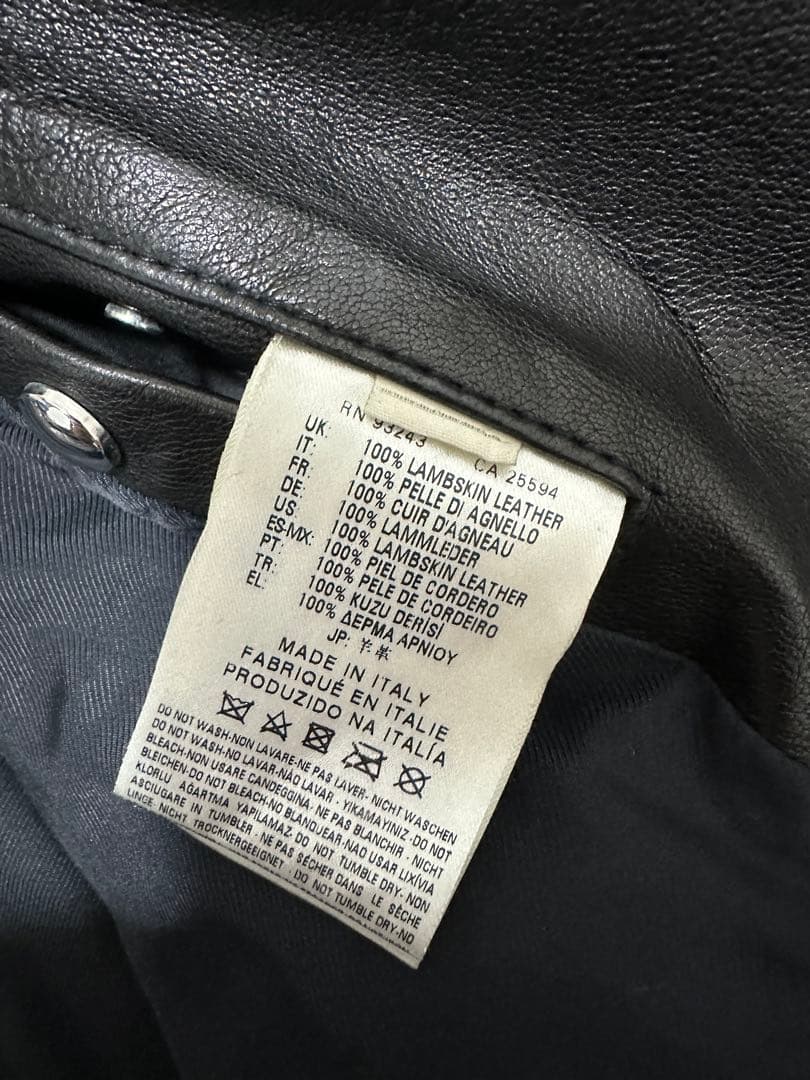 RN 93243 CA 25594
UK: 100% LAMBSKIN LEATHER
IT: 100% PELLE DI AGNELLO
FR: 100% CUIR D'AGNEAU
DE: 100% LAMMLEDER
US: 100% LAMBSKIN LEATHER
ES-MX: 100% PIEL DE CORDERO
PT: 100% PELE DE CORDEIRO
TR: 100% KUZU DERİSİ
EL: 100% ΔΕΡΜΑ ΑΡΝΙΟΥ
JP: 羊革
MADE IN ITALY
FABRIQUÉ EN ITALIE
PRODUZIDO NA ITALÍA
DO NOT WASH-NON LAVARE-NE PAS LAVER- NICHT WASCHEN
DO NOT WASH-NO LAVAR-NÃO LAVAR - YIKAMAYINIZ -DO NOT
BLEACH-NON USARE CANDEGGINA- NE PAS BLANCHIR - NICHT
BLEICHEN-DO NOT BLEACH-NO BLANQUEAR-NÃO USAR LIXÍVIA
KLORLU AĞARTMA YAPILAMAZ- DO NOT TUMBLE DRY- NON
ASCIUGARE IN TUMBLER - NE PAS SÉCHER DANS LE SÈCHE
LINGE- NICHT TROCKNERGEEIGNET - DO NOT TUMBLE DRY-NO